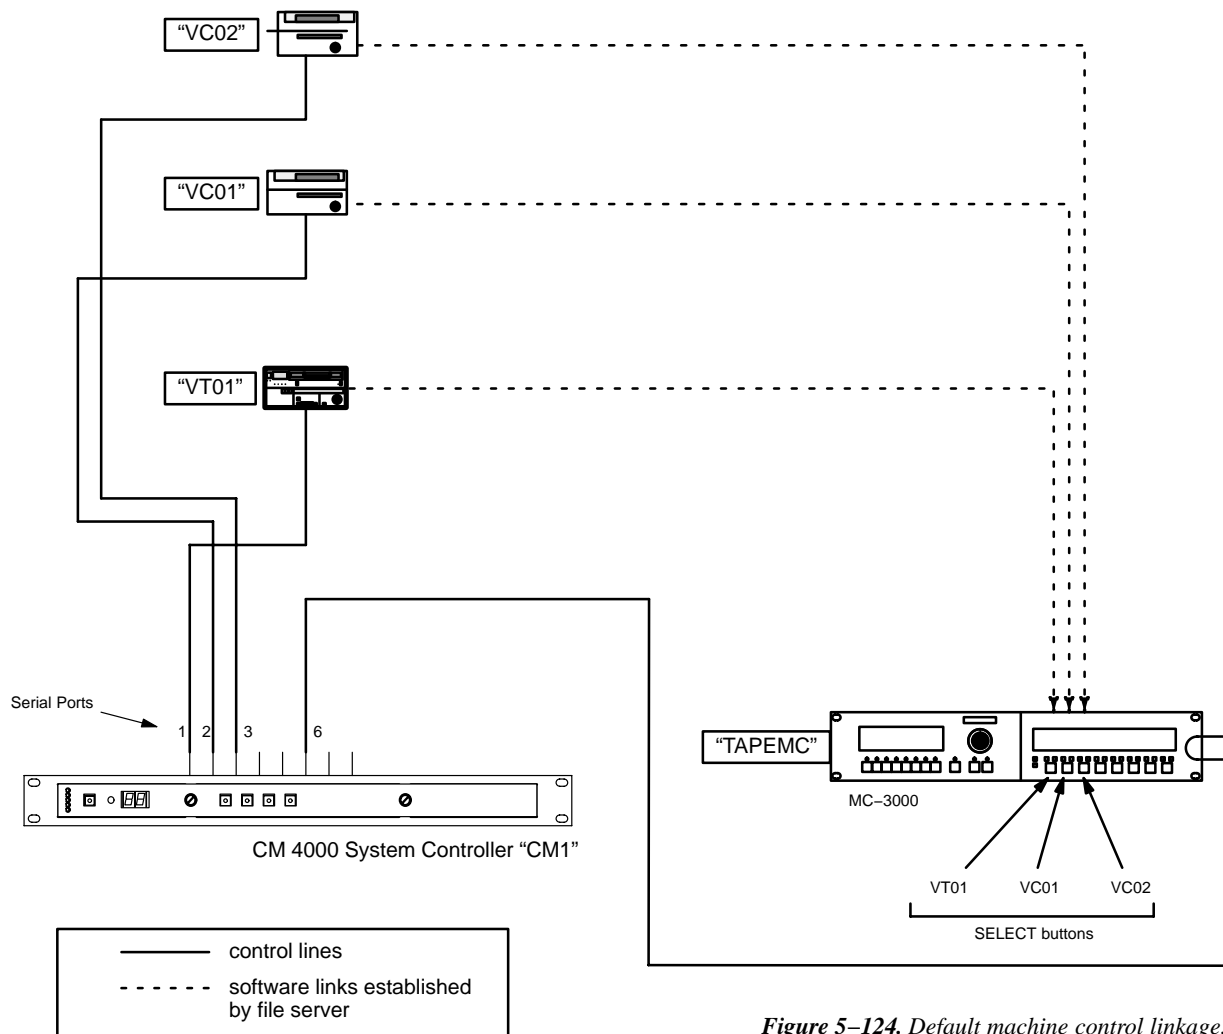 “VC02”
“VC01”
“VT01”
Serial Ports
1 2 3 6
“TAPEMC”
MC−3000
CM 4000 System Controller “CM1”
VT01 VC01 VC02
SELECT buttons
control lines
software links established
by file server
Figure 5−124. Default machine control linkage.